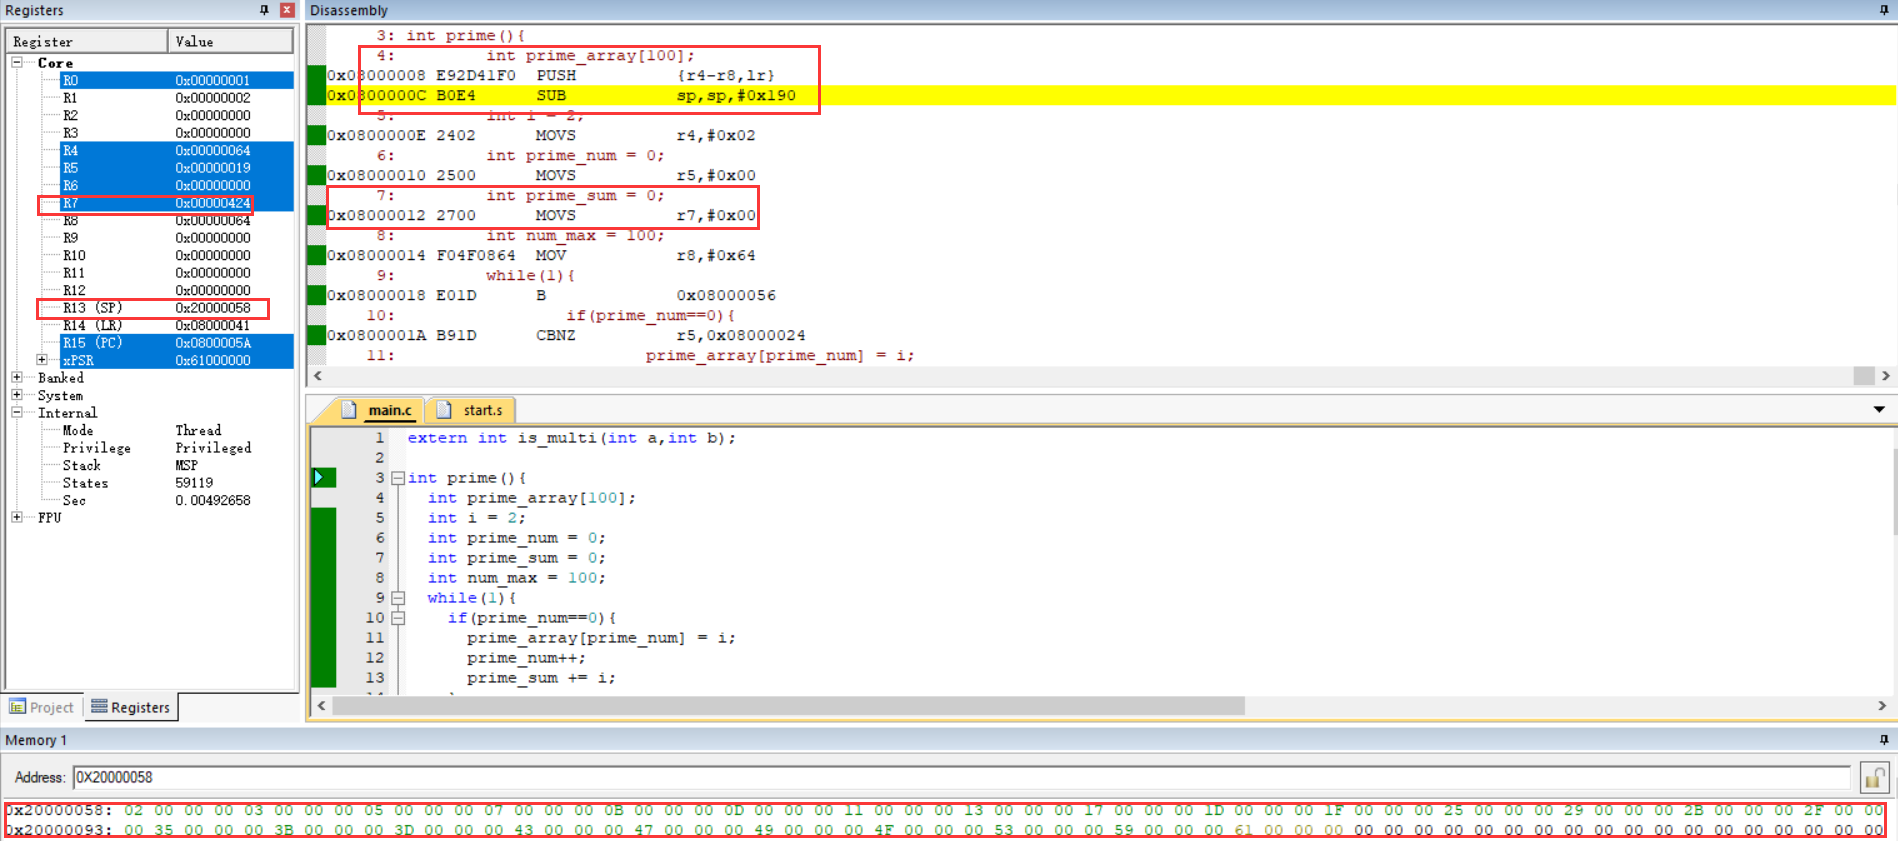 Registers
Register Value
Core
R0 0x00000001
R1 0x00000002
R2 0x00000000
R3 0x00000000
R4 0x00000064
R5 0x00000019
R6 0x00000000
R7 0x00000424
R8 0x00000064
R9 0x00000000
R10 0x00000000
R11 0x00000000
R12 0x00000000
R13 (SP) 0x20000058
R14 (LR) 0x08000041
R15 (PC) 0x0800005A
xPSR 0x61000000
Banked
System
Internal
Mode Thread
Privilege Privileged
Stack MSP
States 59119
Sec 0.00492658
FPU
Project Registers
Disassembly
3: int prime(){
4: int prime_array[100];
0x08000008 E92D41F0 PUSH {r4-r8,lr}
0x0800000C B0E4 SUB sp,sp,#0x190
5: int i = 2;
0x0800000E 2402 MOVS r4,#0x02
6: int prime_num = 0;
0x08000010 2500 MOVS r5,#0x00
7: int prime_sum = 0;
0x08000012 2700 MOVS r7,#0x00
8: int num_max = 100;
0x08000014 F04F0864 MOV r8,#0x64
9: while(1){
0x08000018 E01D B 0x08000056
10: if(prime_num==0){
0x0800001A B91D CBNZ r5,0x08000024
11: prime_array[prime_num] = i;
main.c start.s
1 extern int is_multi(int a,int b);
2
3 int prime(){
4 int prime_array[100];
5 int i = 2;
6 int prime_num = 0;
7 int prime_sum = 0;
8 int num_max = 100;
9 while(1){
10 if(prime_num==0){
11 prime_array[prime_num] = i;
12 prime_num++;
13 prime_sum += i;
Memory 1
Address: 0X20000058
0x20000058: 02 00 00 00 03 00 00 00 05 00 00 00 07 00 00 00 0B 00 00 00 0D 00 00 00 11 00 00 00 13 00 00 00 17 00 00 00 1D 00 00 00 1F 00 00 00 25 00 00 00 29 00 00 00 2B 00 00 00 2F 00 00
0x20000093: 00 35 00 00 00 3B 00 00 00 3D 00 00 00 43 00 00 00 47 00 00 00 49 00 00 00 4F 00 00 00 53 00 00 00 59 00 00 00 61 00 00 00 00 00 00 00 00 00 00 00 00 00 00 00 00 00 00 00 00 00